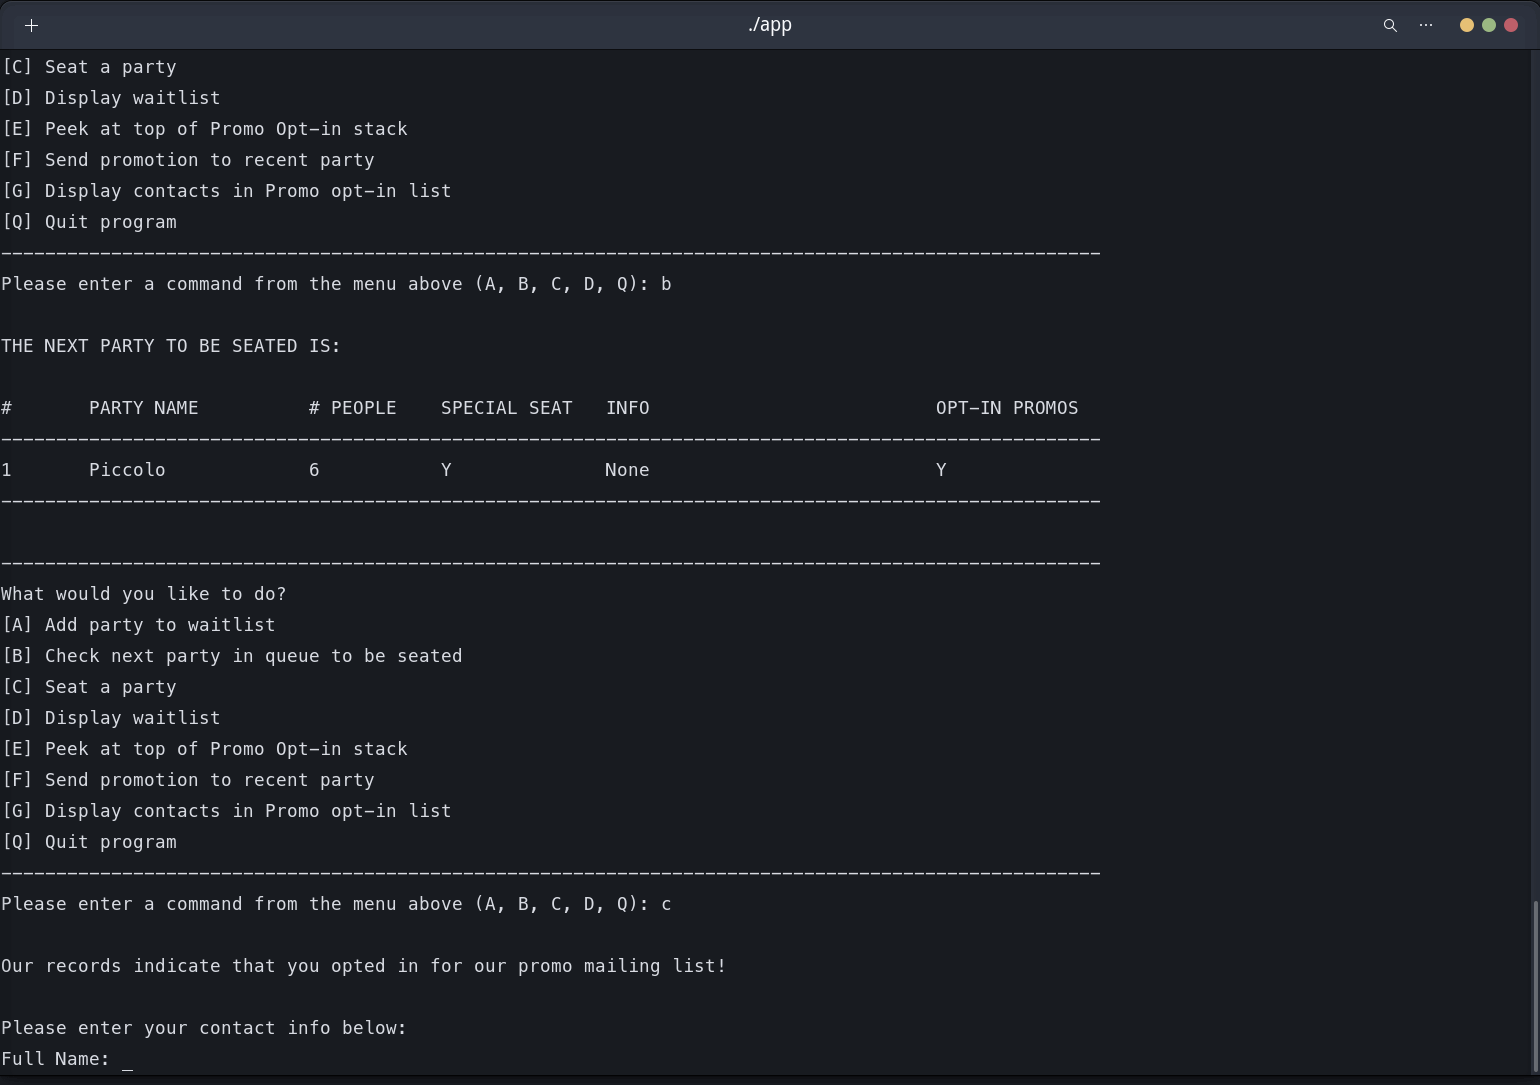 ./app
[C] Seat a party
[D] Display waitlist
[E] Peek at top of Promo Opt-in stack
[F] Send promotion to recent party
[G] Display contacts in Promo opt-in list
[Q] Quit program
----------------------------------------------------------------------------------------------------
Please enter a command from the menu above (A, B, C, D, Q): b
THE NEXT PARTY TO BE SEATED IS:
#       PARTY NAME          # PEOPLE    SPECIAL SEAT   INFO                          OPT-IN PROMOS
----------------------------------------------------------------------------------------------------
1       Piccolo             6           Y              None                          Y
----------------------------------------------------------------------------------------------------
----------------------------------------------------------------------------------------------------
What would you like to do?
[A] Add party to waitlist
[B] Check next party in queue to be seated
[C] Seat a party
[D] Display waitlist
[E] Peek at top of Promo Opt-in stack
[F] Send promotion to recent party
[G] Display contacts in Promo opt-in list
[Q] Quit program
----------------------------------------------------------------------------------------------------
Please enter a command from the menu above (A, B, C, D, Q): c
Our records indicate that you opted in for our promo mailing list!
Please enter your contact info below:
Full Name: _